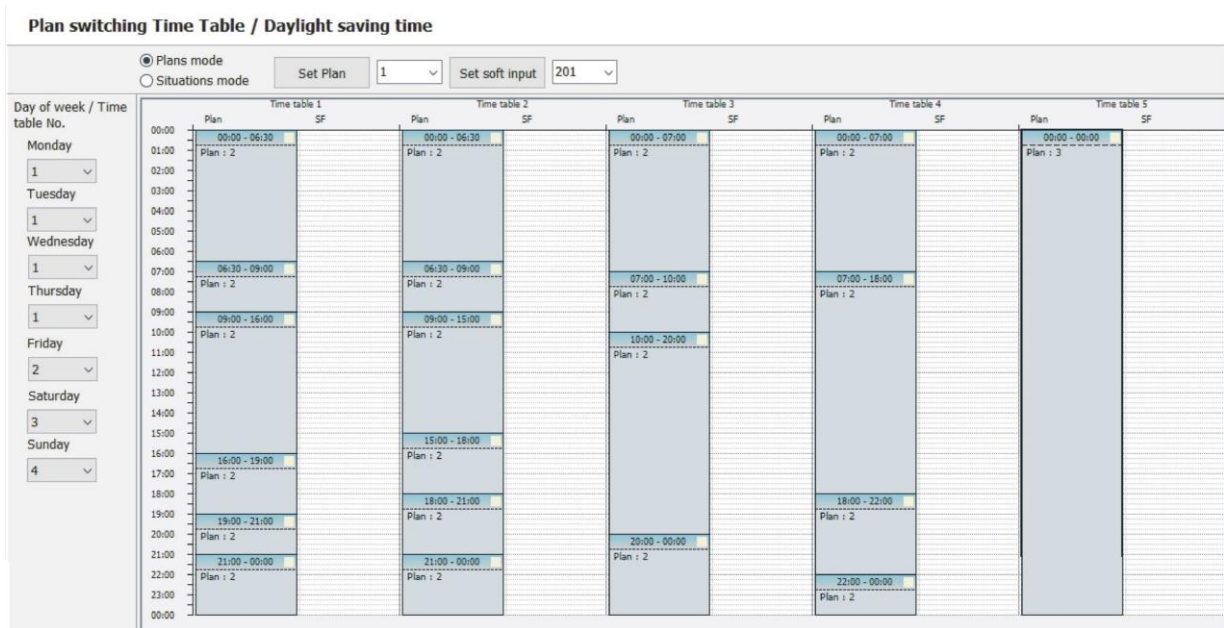 Plan switching Time Table / Daylight saving time
Plans mode
Situations mode
Set Plan
1
Set soft input
201
Day of week / Time
table No.
Monday
1
Tuesday
1
Wednesday
1
Thursday
1
Friday
2
Saturday
3
Sunday
4
Time table 1 Time table 2 Time table 3 Time table 4 Time table 5
Plan SF Plan SF Plan SF Plan SF Plan SF
00:00
01:00
02:00
03:00
04:00
05:00
06:00
07:00
08:00
09:00
10:00
11:00
12:00
13:00
14:00
15:00
16:00
17:00
18:00
19:00
20:00
21:00
22:00
23:00
00:00
00:00 - 06:30
Plan : 2
06:30 - 09:00
Plan : 2
09:00 - 16:00
Plan : 2
16:00 - 19:00
Plan : 2
19:00 - 21:00
Plan : 2
21:00 - 00:00
Plan : 2
00:00 - 06:30
Plan : 2
06:30 - 09:00
Plan : 2
09:00 - 15:00
Plan : 2
15:00 - 18:00
Plan : 2
18:00 - 21:00
Plan : 2
21:00 - 00:00
Plan : 2
00:00 - 07:00
Plan : 2
07:00 - 10:00
Plan : 2
10:00 - 20:00
Plan : 2
20:00 - 00:00
Plan : 2
00:00 - 07:00
Plan : 2
07:00 - 18:00
Plan : 2
18:00 - 22:00
Plan : 2
22:00 - 00:00
Plan : 2
00:00 - 00:00
Plan : 3